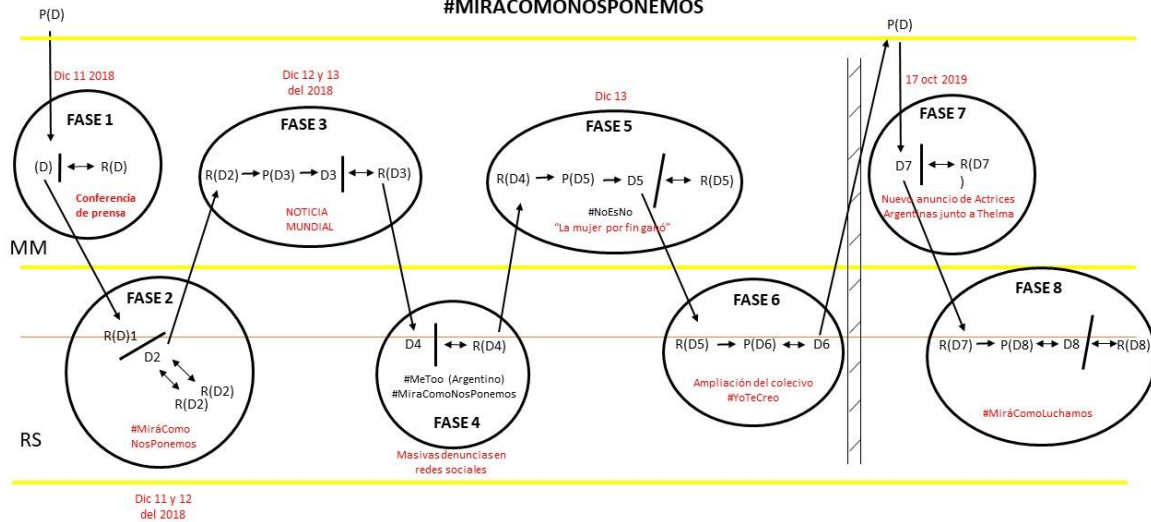 #MIRACOMONOSPONEMOS
P(D)
P(D)
Dic 11 2018
Dic 12 y 13
del 2018
Dic 13
17 oct 2019
FASE 1
(D) R(D)
Conferencia
de prensa
FASE 3
R(D2) P(D3) D3 R(D3)
NOTICIA
MUNDIAL
FASE 5
R(D4) P(D5) D5 R(D5)
#NoEsNo
“La mujer por fin ganó”
FASE 7
D7 R(D7
)
Nuevo anuncio de Actrices
Argentinas junto a Thelma
MM
FASE 2
R(D)1
D2
R(D2)
R(D2)
#MiráComo
NosPonemos
Dic 11 y 12
del 2018
D4 R(D4)
#MeToo (Argentino)
#MiraComoNosPonemos
FASE 4
Masivas denuncias en
redes sociales
FASE 6
R(D5) P(D6) D6
Ampliación del colecivo
#YoTeCreo
FASE 8
R(D7) P(D8) D8 R(D8)
#MiráComoLuchamos
RS